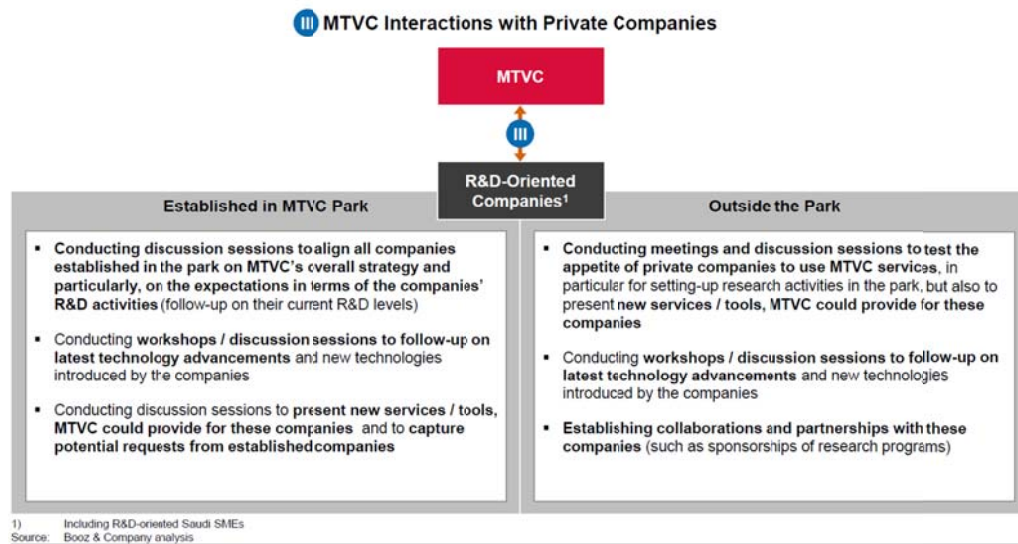 III MTVC Interactions with Private Companies
MTVC
III
R&D-Oriented
Companies¹
Established in MTVC Park
▪ Conducting discussion sessions to align all companies
established in the park on MTVC's overall strategy and
particularly, on the expectations in terms of the companies'
R&D activities (follow-up on their current R&D levels)
▪ Conducting workshops / discussion sessions to follow-up on
latest technology advancements and new technologies
introduced by the companies
▪ Conducting discussion sessions to present new services / tools,
MTVC could provide for these companies and to capture
potential requests from established companies
Outside the Park
▪ Conducting meetings and discussion sessions to test the
appetite of private companies to use MTVC services, in
particular for setting-up research activities in the park, but also to
present new services / tools, MTVC could provide for these
companies
▪ Conducting workshops / discussion sessions to follow-up on
latest technology advancements and new technologies
introduced by the companies
▪ Establishing collaborations and partnerships with these
companies (such as sponsorships of research programs)
1) Including R&D-oriented Saudi SMEs
Source: Booz & Company analysis